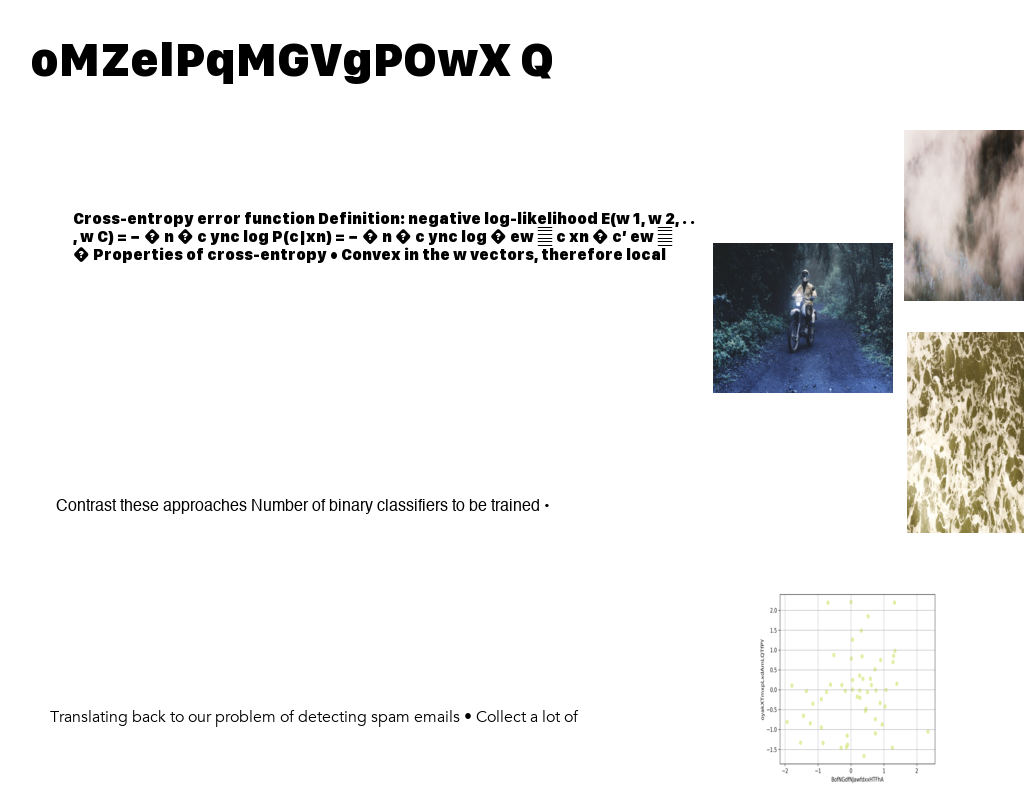 oMZelPqMGVgPOwX Q
Cross-entropy error function Definition: negative log-likelihood E(w 1, w 2, . .
, w C) = − � n � c ync log P(c|xn) = − � n � c ync log � ew ▒ c xn � c′ ew ▒
� Properties of cross-entropy • Convex in the w vectors, therefore local
Contrast these approaches Number of binary classifiers to be trained •
2.0
1.5
1.0
0.5
0.0
−0.5
−1.0
−1.5
−2 −1 0 1 2
Translating back to our problem of detecting spam emails • Collect a lot of